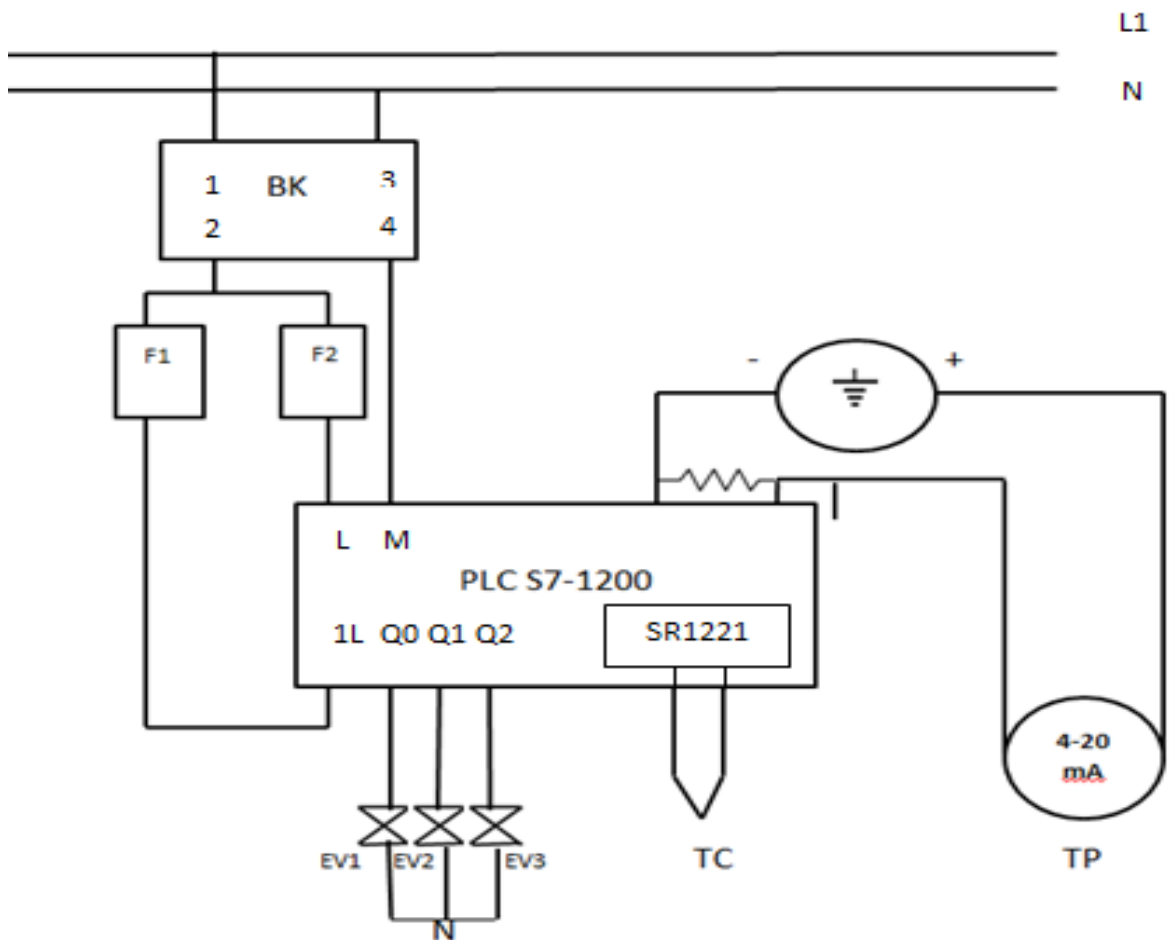 L1
N
1 BK 3
2 4
F1 F2
- +
L M
PLC S7-1200
1L Q0 Q1 Q2
SR1221
4-20
mA
EV1 EV2 EV3
TC
TP
N